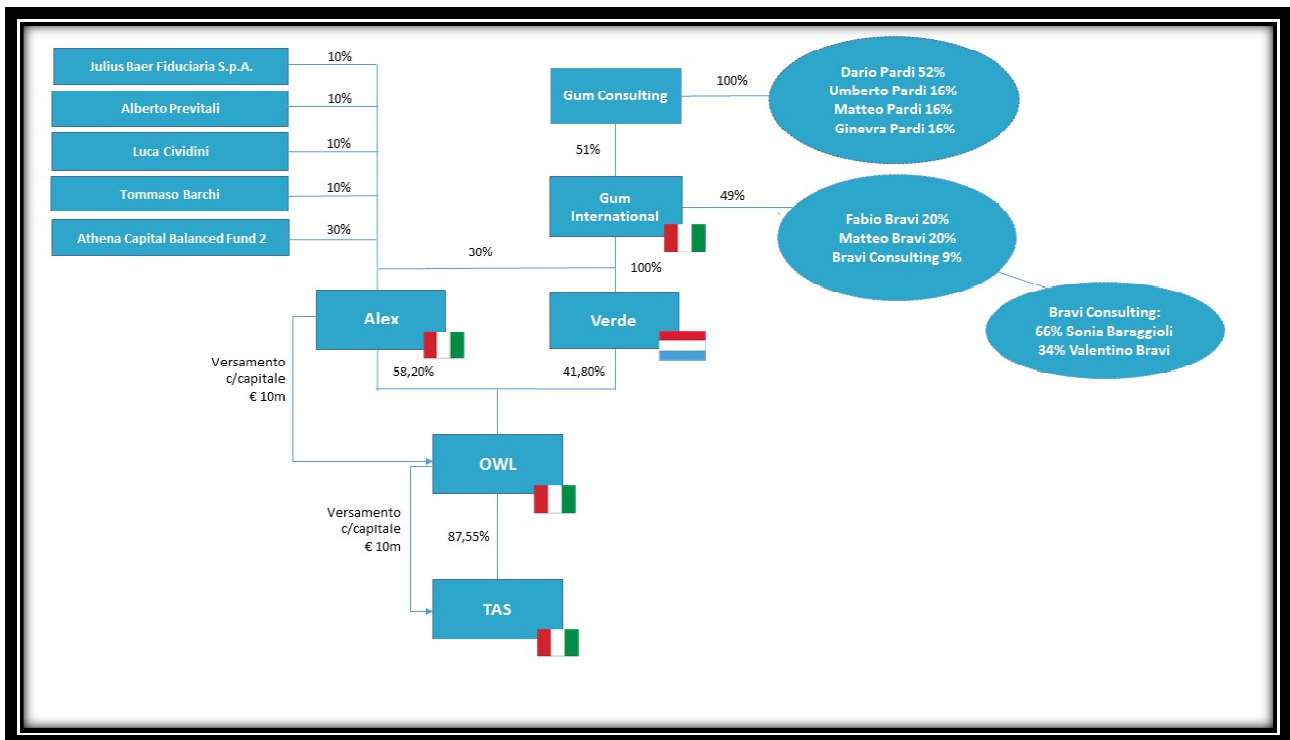 Julius Baer Fiduciaria S.p.A.
10%
Alberto Previtali
10%
Luca Cividini
10%
Tommaso Barchi
10%
Athena Capital Balanced Fund 2
30%
Gum Consulting
100%
Dario Pardi 52%
Umberto Pardi 16%
Matteo Pardi 16%
Ginevra Pardi 16%
51%
Gum
International
49%
Fabio Bravi 20%
Matteo Bravi 20%
Bravi Consulting 9%
Bravi Consulting:
66% Sonia Baraggioli
34% Valentino Bravi
30%
100%
Alex
Verde
Versamento
c/capitale
€ 10m
58,20%
41,80%
OWL
Versamento
c/capitale
€ 10m
87,55%
TAS